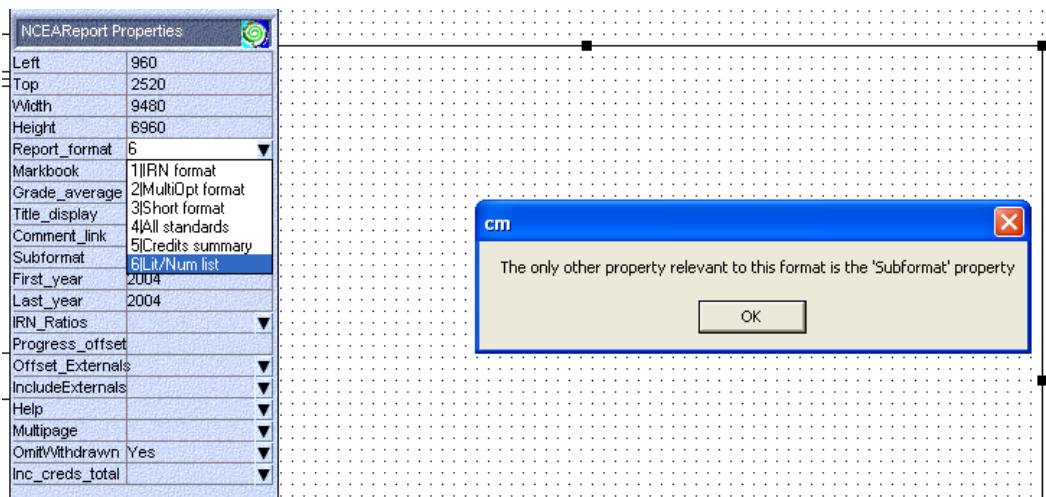 NCEAReport Properties
Left 960
Top 2520
Width 9480
Height 6960
Report_format 6
Markbook 1|IRN format
Grade_average 2|MultiOpt format
Title_display 3|Short format
Comment_link 4|All standards
5|Credits summary
Subformat 6|Lit/Num list
First_year 2004
Last_year 2004
IRN_Ratios
Progress_offset
Offset_Externals
IncludeExternals
Help
Multipage
OmitWithdrawn Yes
Inc_creds_total
cm
The only other property relevant to this format is the 'Subformat' property
OK